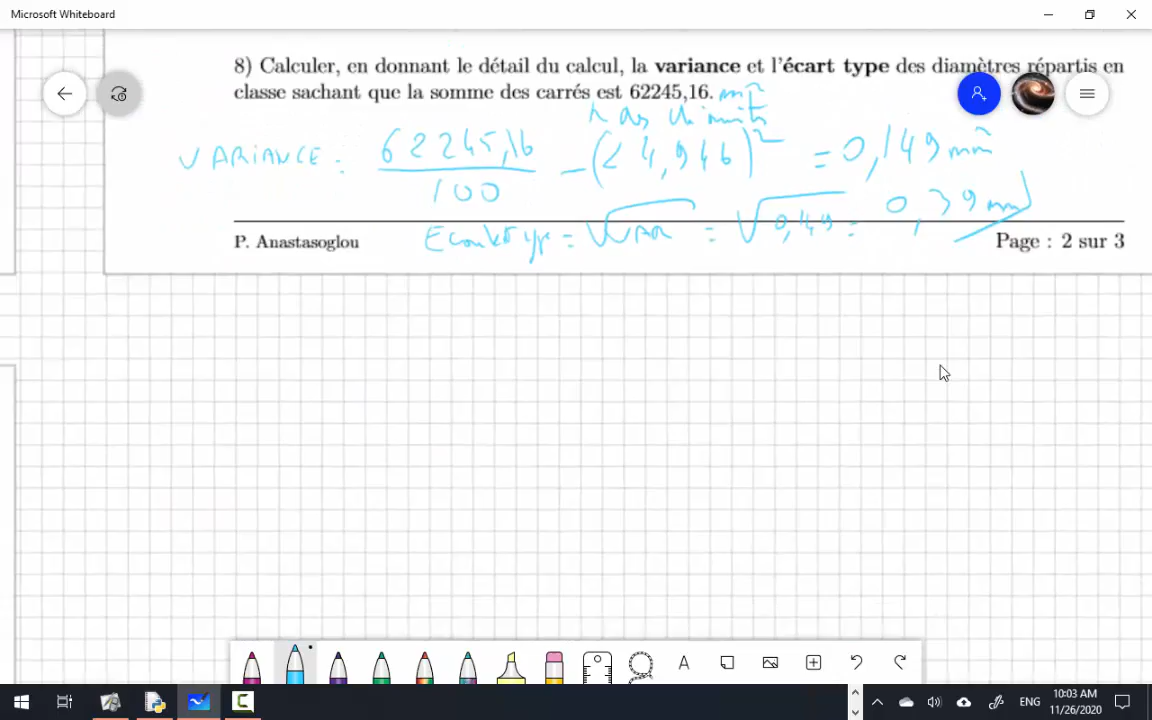 Microsoft Whiteboard
8) Calculer, en donnant le détail du calcul, la variance et l'écart type des diamètres répartis en
classe sachant que la somme des carrés est 62245,16. mm²
VARIANCE : 62245,16 / 100 - (24,946)² = 0,149 mm²
Ecart type = √VAR = √0,149 = 0,39 mm
P. Anastasoglou Page : 2 sur 3
A
ENG
10:03 AM
11/26/2020